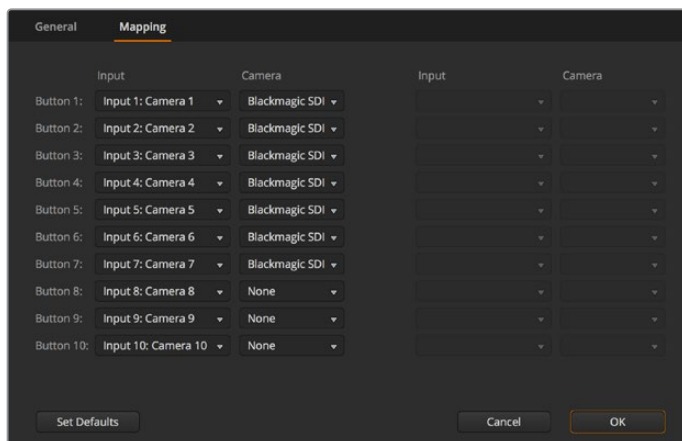 General Mapping
Input Camera Input Camera
Button 1: Input 1: Camera 1 Blackmagic SDI
Button 2: Input 2: Camera 2 Blackmagic SDI
Button 3: Input 3: Camera 3 Blackmagic SDI
Button 4: Input 4: Camera 4 Blackmagic SDI
Button 5: Input 5: Camera 5 Blackmagic SDI
Button 6: Input 6: Camera 6 Blackmagic SDI
Button 7: Input 7: Camera 7 Blackmagic SDI
Button 8: Input 8: Camera 8 None
Button 9: Input 9: Camera 9 None
Button 10: Input 10: Camera 10 None
Set Defaults Cancel OK